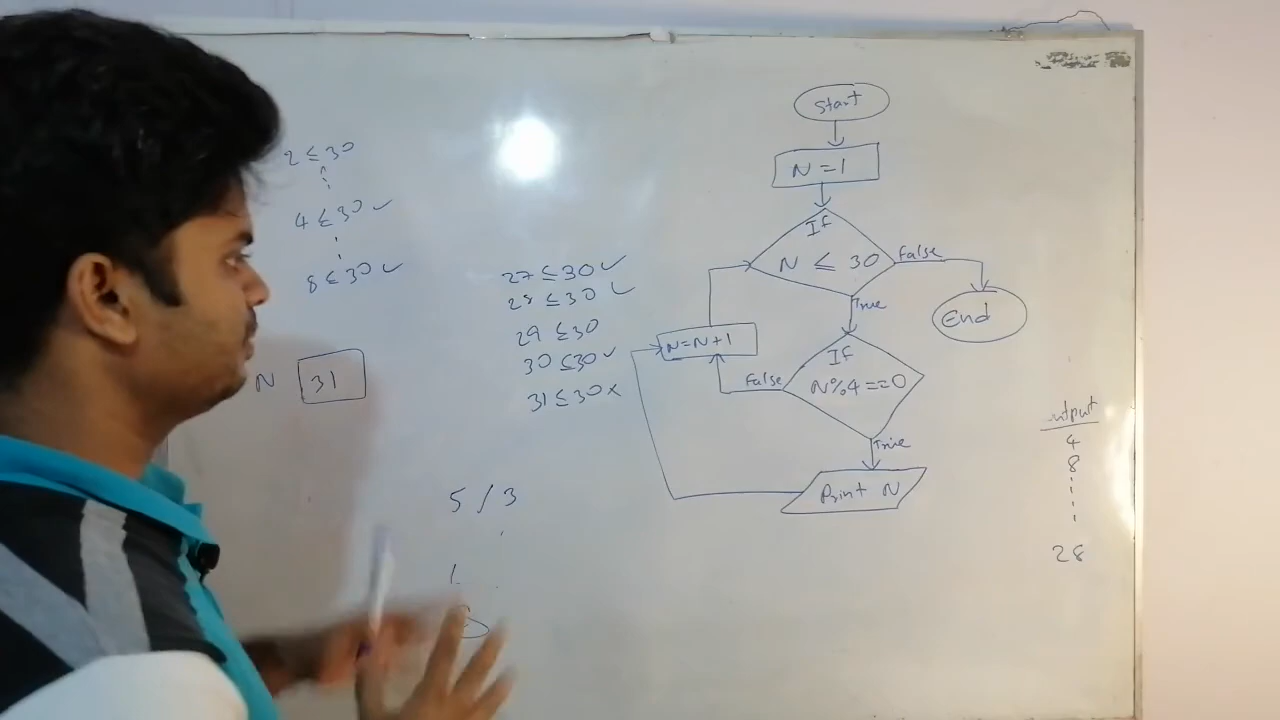 2 ≤ 30
4 ≤ 30 ✓
8 ≤ 30 ✓
N 31
27 ≤ 30 ✓
28 ≤ 30 ✓
29 ≤ 30
30 ≤ 30 ✓
31 ≤ 30 ×
5 / 3
Start
N = 1
If
N ≤ 30
False
End
True
N=N+1
If
N%4==0
False
True
Print N
utput
4
8
28